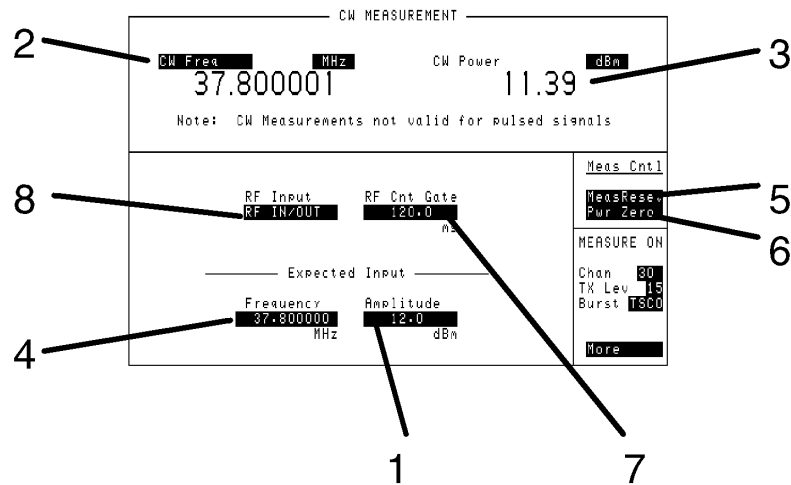 CW MEASUREMENT
2
CW Freq MHz CW Power dBm
3
37.800001 11.39
Note: CW Measurements not valid for pulsed signals
Meas Cntl
8
RF Input RF Cnt Gate
MeasReset
5
RF IN/OUT 120.0
Pwr Zero
ms
6
MEASURE ON
Expected Input
Chan 30
TX Lev 15
Frequency Amplitude
Burst TSC0
4
37.800000 12.0
MHz dBm
More
1
7